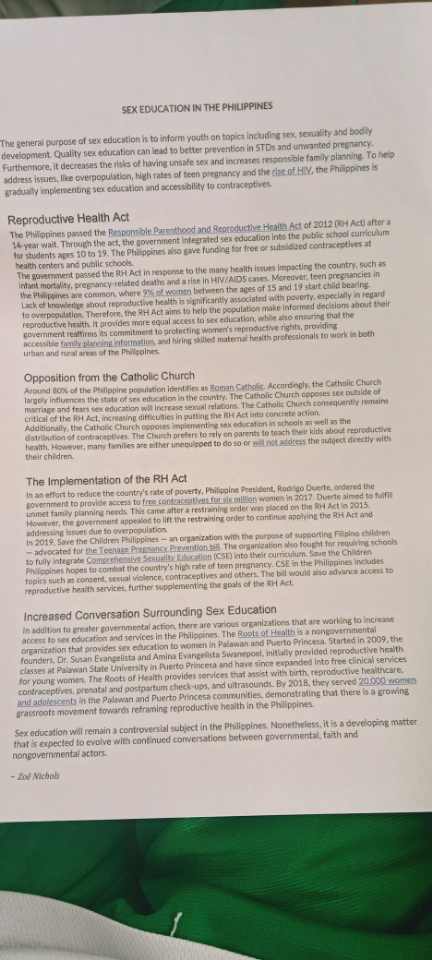 SEX EDUCATION IN THE PHILIPPINES
The general purpose of sex education is to inform youth on topics including sex, sexuality and bodily
development. Quality sex education can lead to better prevention in STDs and unwanted pregnancy.
Furthermore, it decreases the risks of having unsafe sex and increases responsible family planning. To help
address issues, like overpopulation, high rates of teen pregnancy and the rise of HIV, the Philippines is
gradually implementing sex education and accessibility to contraceptives.
Reproductive Health Act
The Philippines passed the Responsible Parenthood and Reproductive Health Act of 2012 (RH Act) after a
14-year wait. Through the act, the government integrated sex education into the public school curriculum
for students ages 10 to 19. The Philippines also gave funding for free or subsidized contraceptives at
health centers and public schools.
The government passed the RH Act in response to the many health issues impacting the country, such as
infant mortality, pregnancy-related deaths and a rise in HIV/AIDS cases. Moreover, teen pregnancies in
the Philippines are common, where 9% of women between the ages of 15 and 19 start child bearing.
Lack of knowledge about reproductive health is significantly associated with poverty, especially in regard
to overpopulation. Therefore, the RH Act aims to help the population make informed decisions about their
reproductive health. It provides more equal access to sex education, while also ensuring that the
government reaffirms its commitment to protecting women's reproductive rights, providing
accessible family planning information, and hiring skilled maternal health professionals to work in both
urban and rural areas of the Philippines.
Opposition from the Catholic Church
Around 80% of the Philippine population identifies as Roman Catholic. Accordingly, the Catholic Church
largely influences the state of sex education in the country. The Catholic Church opposes sex outside of
marriage and fears sex education will increase sexual relations. The Catholic Church consequently remains
critical of the RH Act, increasing difficulties in putting the RH Act into concrete action.
Additionally, the Catholic Church opposes implementing sex education in schools as well as the
distribution of contraceptives. The Church prefers to rely on parents to teach their kids about reproductive
health. However, many families are either unequipped to do so or will not address the subject directly with
their children.
The Implementation of the RH Act
In an effort to reduce the country's rate of poverty, Philippine President, Rodrigo Duerte, ordered the
government to provide access to free contraceptives for six million women in 2017. Duerte aimed to fulfill
unmet family planning needs. This came after a restraining order was placed on the RH Act in 2015.
However, the government appealed to lift the restraining order to continue applying the RH Act and
addressing issues due to overpopulation.
In 2019, Save the Children Philippines — an organization with the purpose of supporting Filipino children
— advocated for the Teenage Pregnancy Prevention bill. The organization also fought for requiring schools
to fully integrate Comprehensive Sexuality Education (CSE) into their curriculum. Save the Children
Philippines hopes to combat the country's high rate of teen pregnancy. CSE in the Philippines includes
topics such as consent, sexual violence, contraceptives and others. The bill would also advance access to
reproductive health services, further supplementing the goals of the RH Act.
Increased Conversation Surrounding Sex Education
In addition to greater governmental action, there are various organizations that are working to increase
access to sex education and services in the Philippines. The Roots of Health is a nongovernmental
organization that provides sex education to women in Palawan and Puerto Princesa. Started in 2009, the
founders, Dr. Susan Evangelista and Amina Evangelista Swanepoel, initially provided reproductive health
classes at Palawan State University in Puerto Princesa and have since expanded into free clinical services
for young women. The Roots of Health provides services that assist with birth, reproductive healthcare,
contraceptives, prenatal and postpartum check-ups, and ultrasounds. By 2018, they served 20,000 women
and adolescents in the Palawan and Puerto Princesa communities, demonstrating that there is a growing
grassroots movement towards reframing reproductive health in the Philippines.
Sex education will remain a controversial subject in the Philippines. Nonetheless, it is a developing matter
that is expected to evolve with continued conversations between governmental, faith and
nongovernmental actors.
– Zoë Nichols